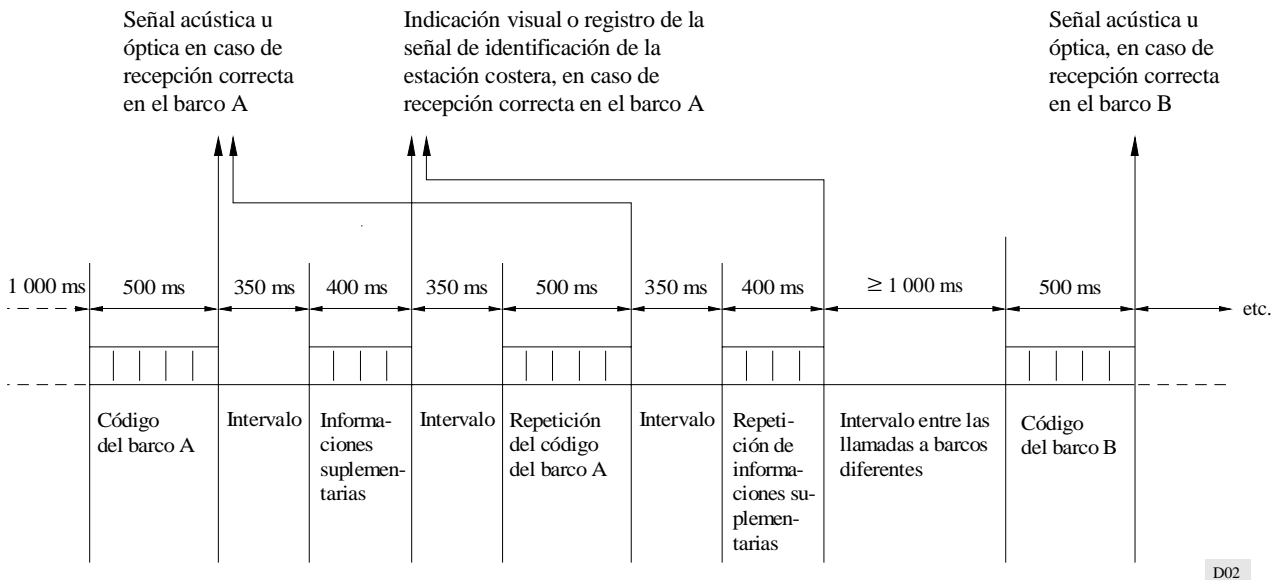 Señal acústica u
óptica en caso de
recepción correcta
en el barco A
Indicación visual o registro de la
señal de identificación de la
estación costera, en caso de
recepción correcta en el barco A
Señal acústica u
óptica, en caso de
recepción correcta
en el barco B
1 000 ms
500 ms
350 ms
400 ms
350 ms
500 ms
350 ms
400 ms
≥ 1 000 ms
500 ms
etc.
Código
del barco A
Intervalo
Informa-
ciones
suplemen-
tarias
Intervalo
Repetición
del código
del barco A
Intervalo
Repeti-
ción de
informa-
ciones su-
plemen-
tarias
Intervalo entre las
llamadas a barcos
diferentes
Código
del barco B
D02